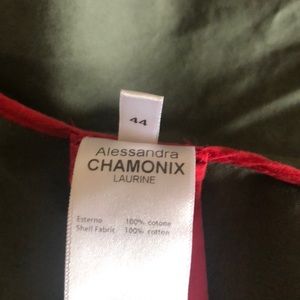 44
Alessandra
CHAMONIX
LAURINE
Esterno 100% cotone
Shell Fabric 100% cotton